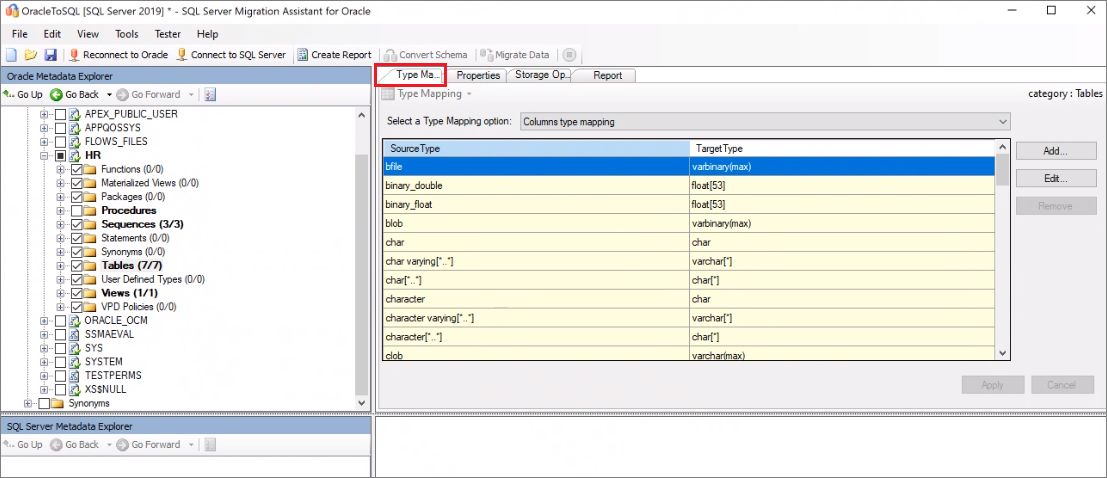 OracleToSQL [SQL Server 2019] * - SQL Server Migration Assistant for Oracle
File Edit View Tools Tester Help
Reconnect to Oracle Connect to SQL Server Create Report Convert Schema Migrate Data
Oracle Metadata Explorer
Go Up Go Back Go Forward
APEX_PUBLIC_USER
APPQOSSYS
FLOWS_FILES
HR
Functions (0/0)
Materialized Views (0/0)
Packages (0/0)
Procedures
Sequences (3/3)
Statements (0/0)
Synonyms (0/0)
Tables (7/7)
User Defined Types (0/0)
Views (1/1)
VPD Policies (0/0)
ORACLE_OCM
SSMAEVAL
SYS
SYSTEM
TESTPERMS
XS$NULL
Synonyms
Type Ma... Properties Storage Op... Report
Type Mapping category : Tables
Select a Type Mapping option: Columns type mapping
SourceType TargetType
bfile varbinary(max)
binary_double float[53]
binary_float float[53]
blob varbinary(max)
char char
char varying[*..*] varchar[*]
char[*..*] char[*]
character char
character varying[*..*] varchar[*]
character[*..*] char[*]
clob varchar(max)
Add...
Edit...
Remove
Apply Cancel
SQL Server Metadata Explorer
Go Up Go Back Go Forward